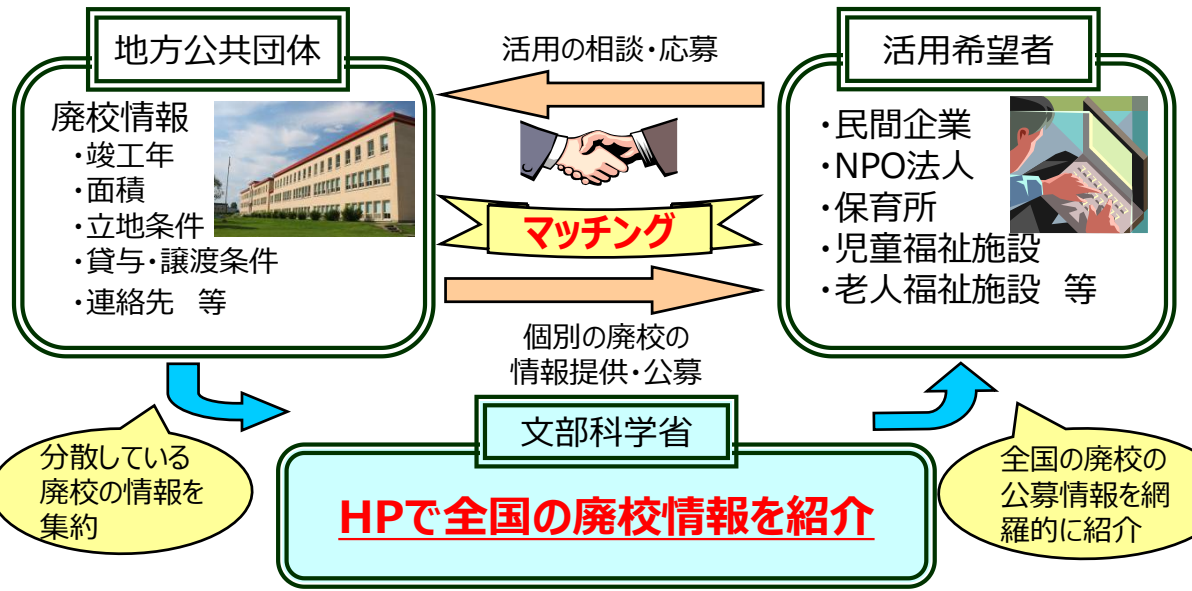 地方公共団体
廃校情報
・竣工年
・面積
・立地条件
・貸与・譲渡条件
・連絡先 等
活用の相談・応募
マッチング
個別の廃校の
情報提供・公募
活用希望者
・民間企業
・NPO法人
・保育所
・児童福祉施設
・老人福祉施設 等
分散している
廃校の情報を
集約
文部科学省
HPで全国の廃校情報を紹介
全国の廃校の
公募情報を網
羅的に紹介